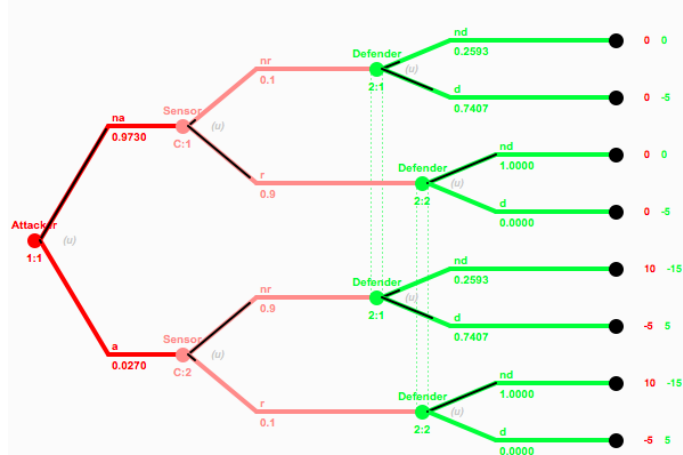 nd
0 0
Defender
0.2593
(u)
nr
2:1
d
0.1
0.7407
0 -5
na
Sensor
0.9730
(u)
C:1
nd
0 0
Defender
1.0000
(u)
r
2:2
d
0.9
0.0000
0 -5
Attacker
(u)
1:1
nd
10 -15
Defender
0.2593
(u)
nr
2:1
d
0.9
0.7407
-5 5
a
Sensor
0.0270
(u)
C:2
nd
10 -15
Defender
1.0000
(u)
r
2:2
d
0.1
0.0000
-5 5